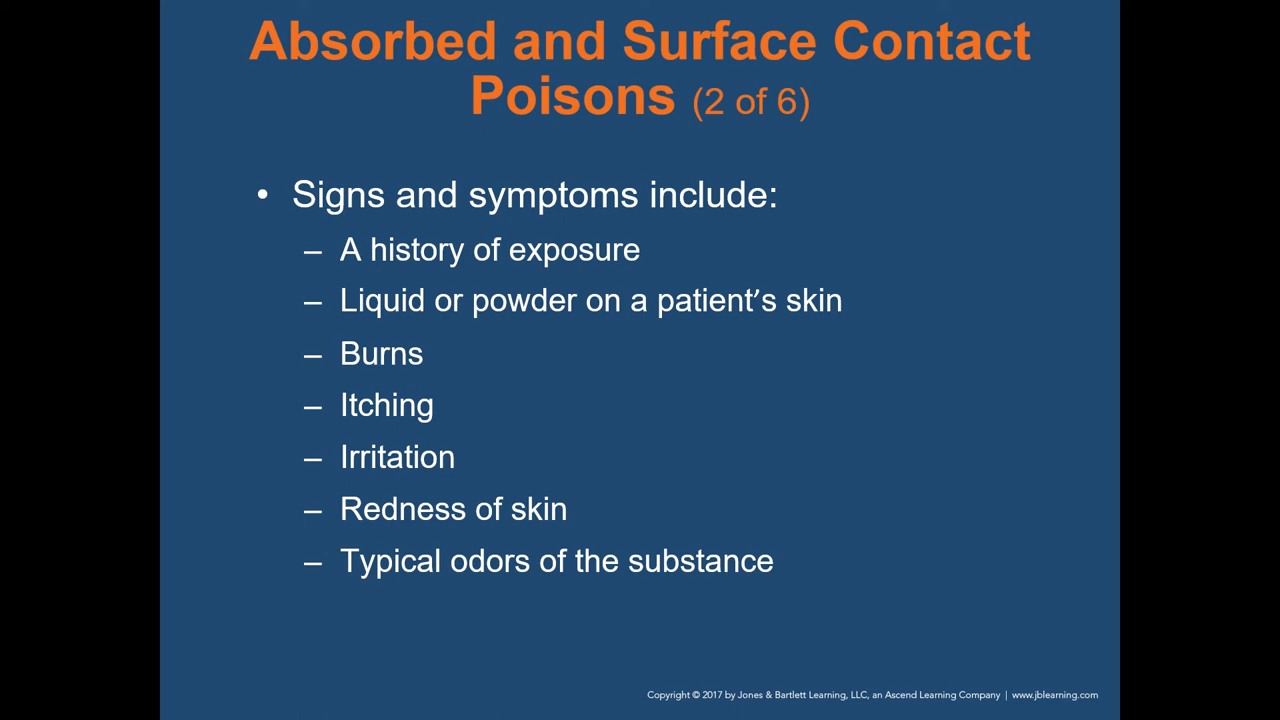 Absorbed and Surface Contact
Poisons (2 of 6)
• Signs and symptoms include:
– A history of exposure
– Liquid or powder on a patient’s skin
– Burns
– Itching
– Irritation
– Redness of skin
– Typical odors of the substance
Copyright © 2017 by Jones & Bartlett Learning, LLC, an Ascend Learning Company | www.jblearning.com